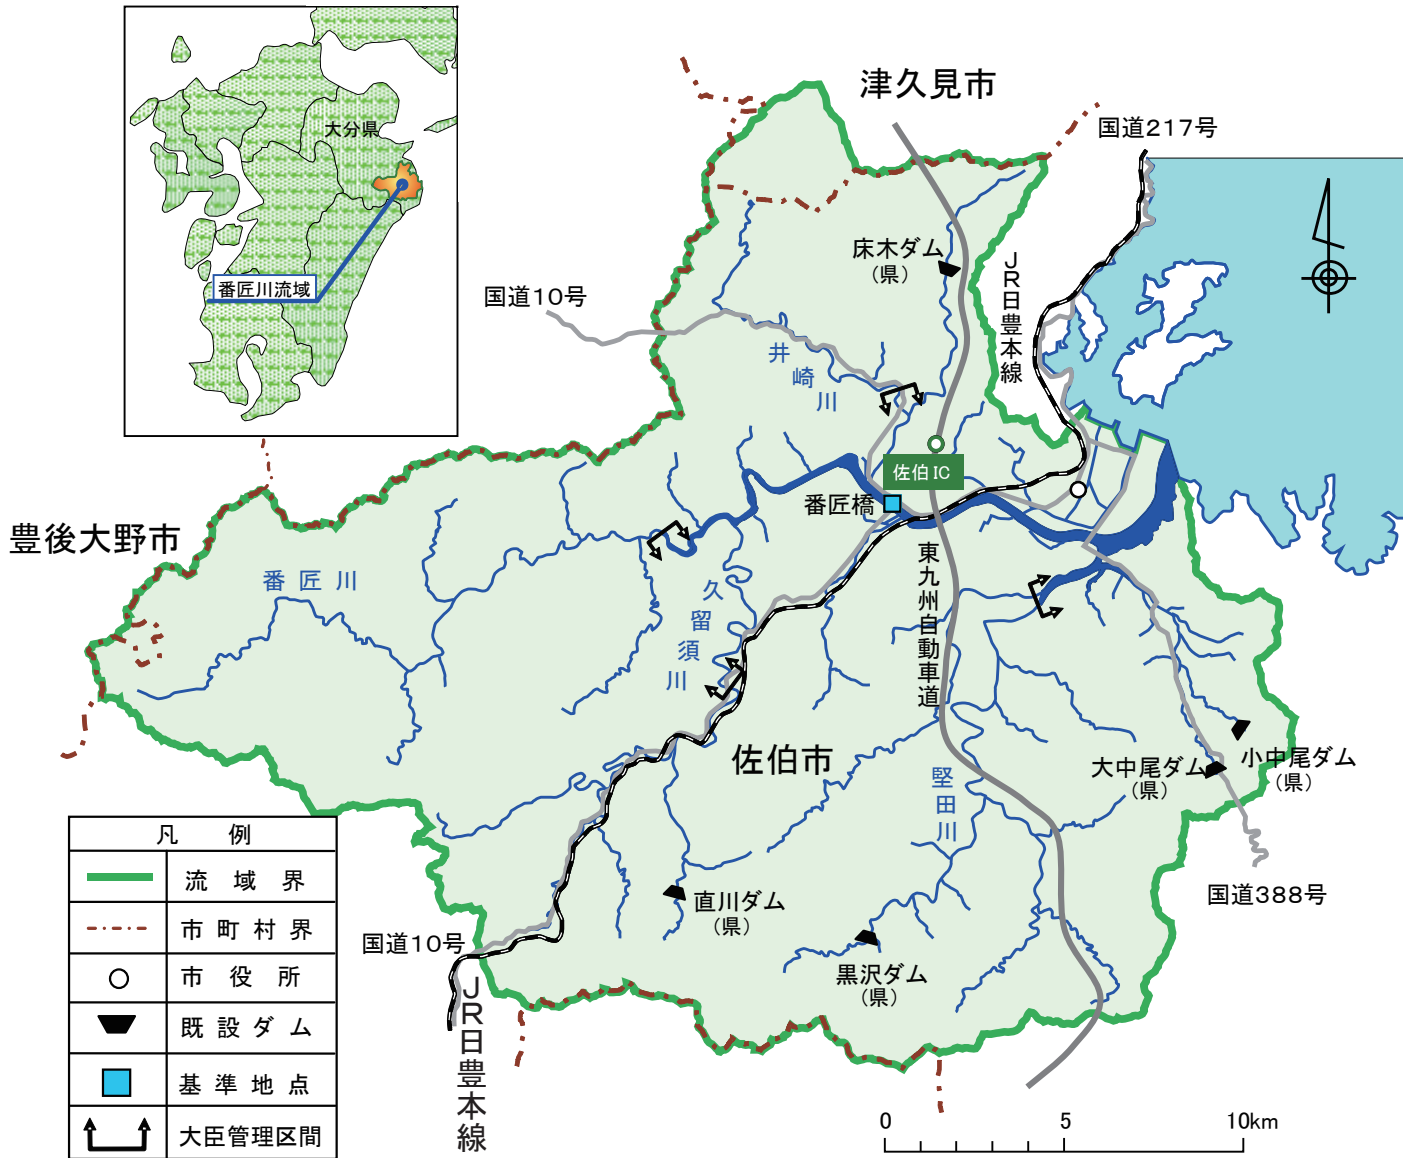 大分県
番匠川流域
津久見市
国道217号
床木ダム
(県)
JR日豊本線
国道10号
井崎川
佐伯IC
番匠橋
豊後大野市
番匠川
久留須川
東九州自動車道
佐伯市
堅田川
大中尾ダム
(県)
小中尾ダム
(県)
国道388号
直川ダム
(県)
黒沢ダム
(県)
国道10号
JR日豊本線
凡 例
流 域 界
市 町 村 界
市 役 所
既 設 ダ ム
基 準 地 点
大臣管理区間
0 5 10km